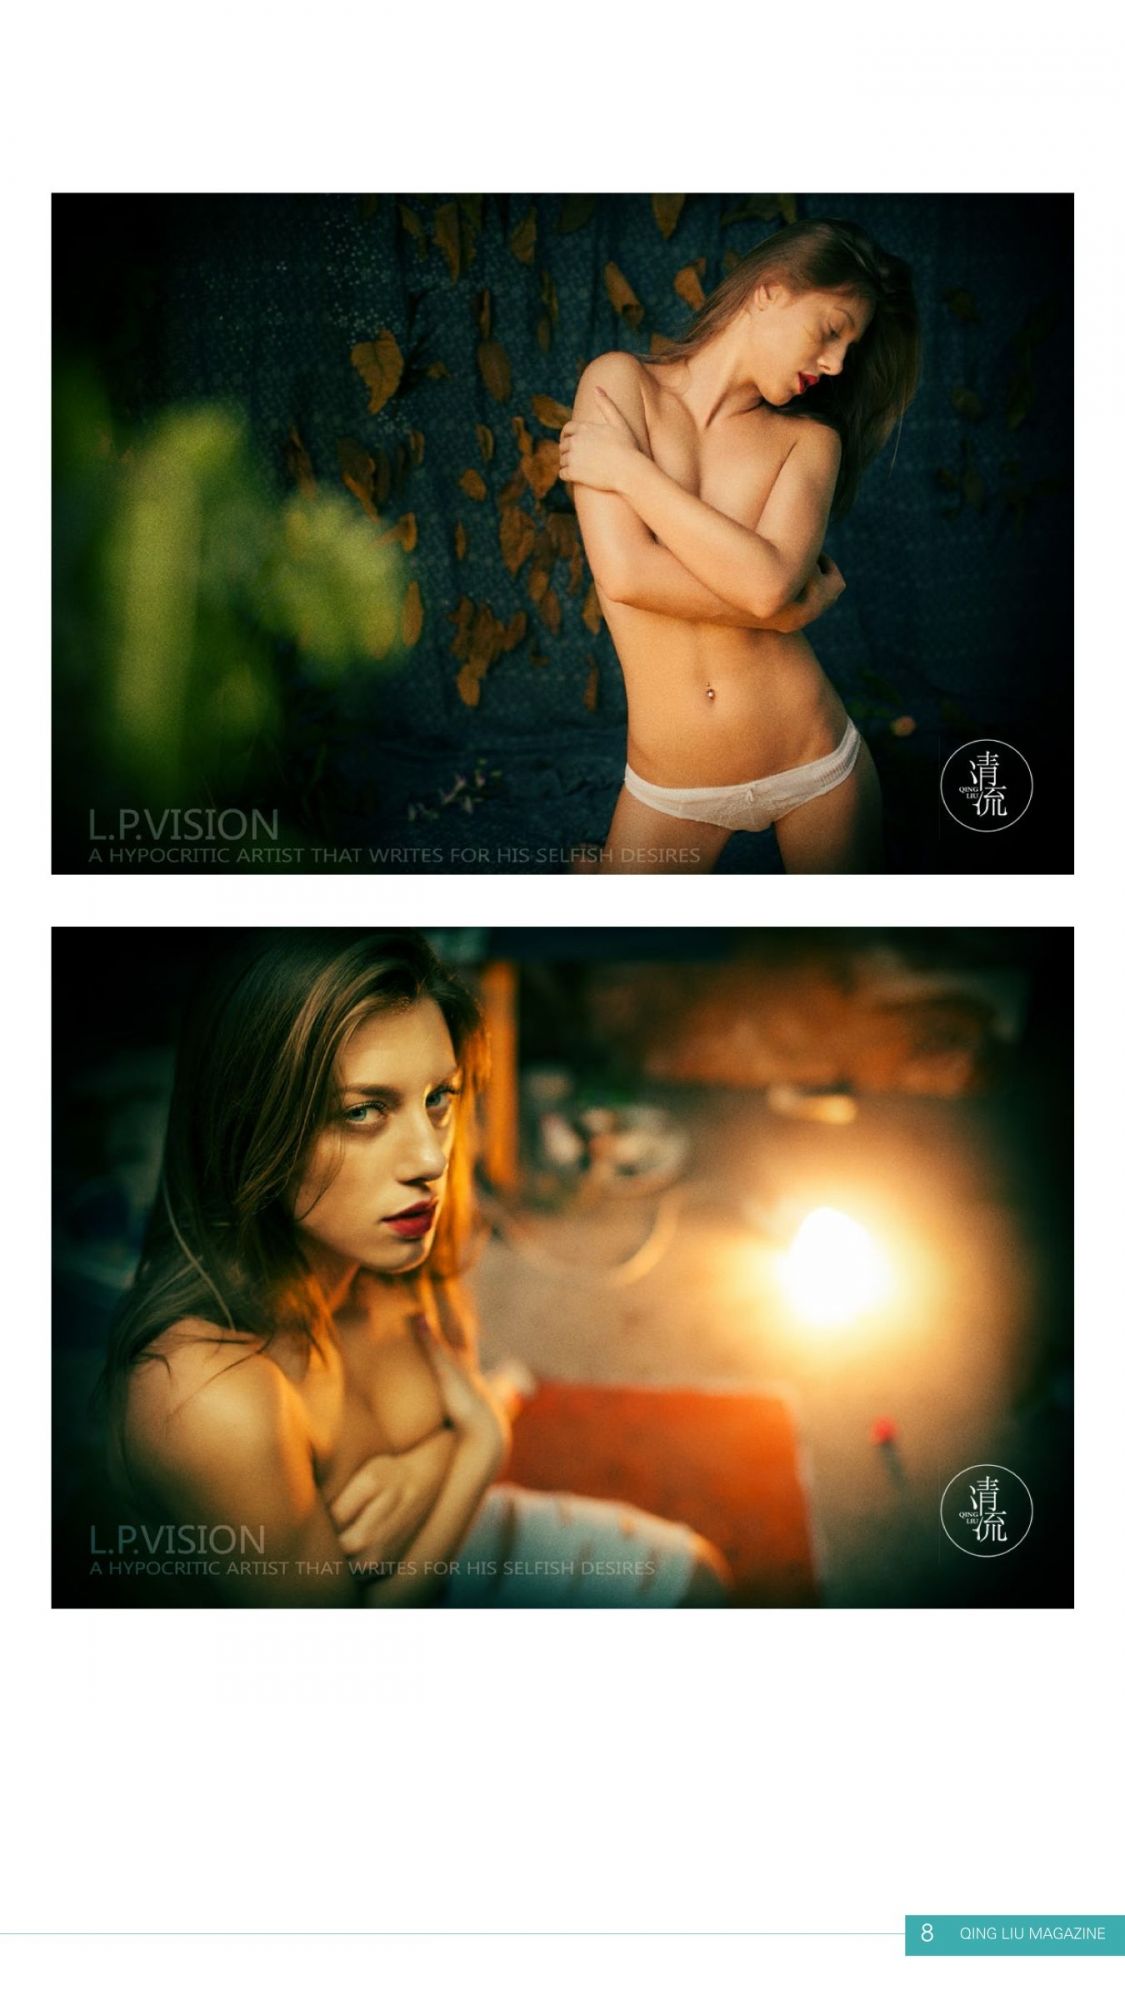 L.P.VISION
A HYPOCRITIC ARTIST THAT WRITES FOR HIS SELFISH DESIRES
清流
QING
LIU
L.P.VISION
A HYPOCRITIC ARTIST THAT WRITES FOR HIS SELFISH DESIRES
清流
QING
LIU
8 QING LIU MAGAZINE